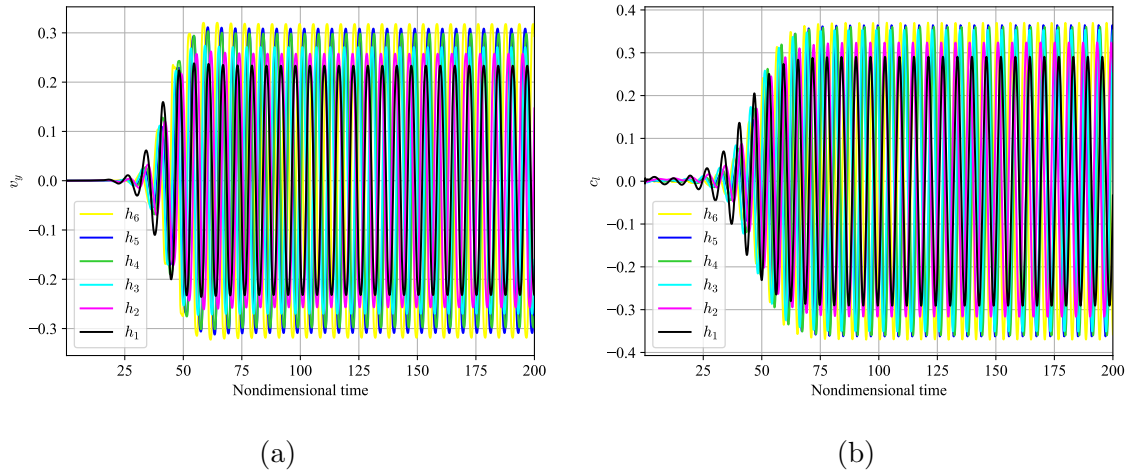 0.3
0.2
0.1
0.0
−0.1
−0.2
−0.3
v_y
h_6
h_5
h_4
h_3
h_2
h_1
25 50 75 100 125 150 175 200
Nondimensional time
(a)
0.4
0.3
0.2
0.1
0.0
−0.1
−0.2
−0.3
−0.4
c_l
h_6
h_5
h_4
h_3
h_2
h_1
25 50 75 100 125 150 175 200
Nondimensional time
(b)